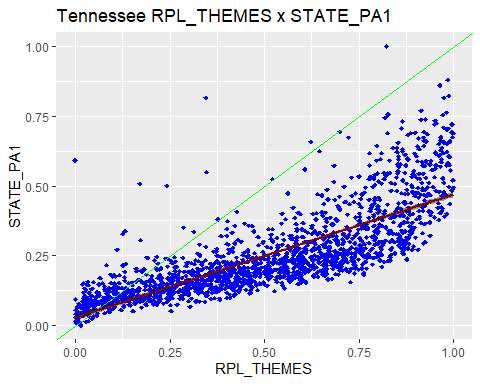 Tennessee RPL_THEMES x STATE_PA1
1.00
0.75
0.50
0.25
0.00
STATE_PA1
0.00 0.25 0.50 0.75 1.00
RPL_THEMES